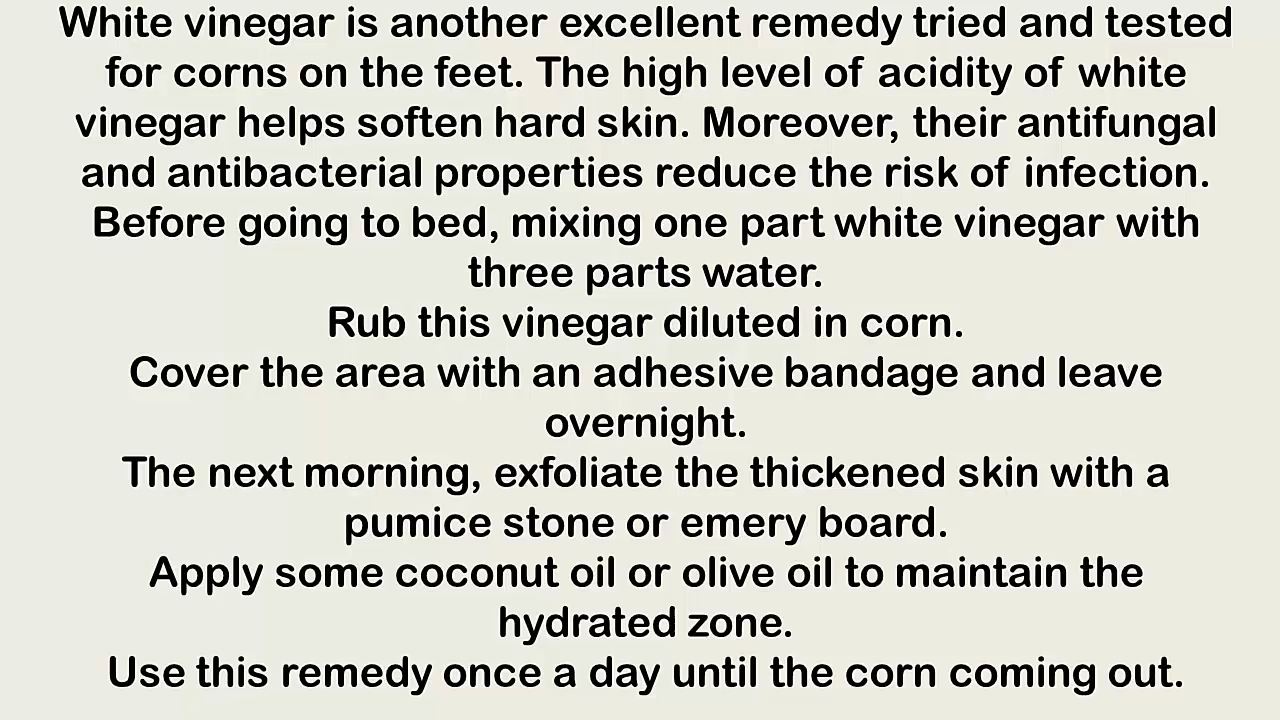 White vinegar is another excellent remedy tried and tested
for corns on the feet. The high level of acidity of white
vinegar helps soften hard skin. Moreover, their antifungal
and antibacterial properties reduce the risk of infection.
Before going to bed, mixing one part white vinegar with
three parts water.
Rub this vinegar diluted in corn.
Cover the area with an adhesive bandage and leave
overnight.
The next morning, exfoliate the thickened skin with a
pumice stone or emery board.
Apply some coconut oil or olive oil to maintain the
hydrated zone.
Use this remedy once a day until the corn coming out.